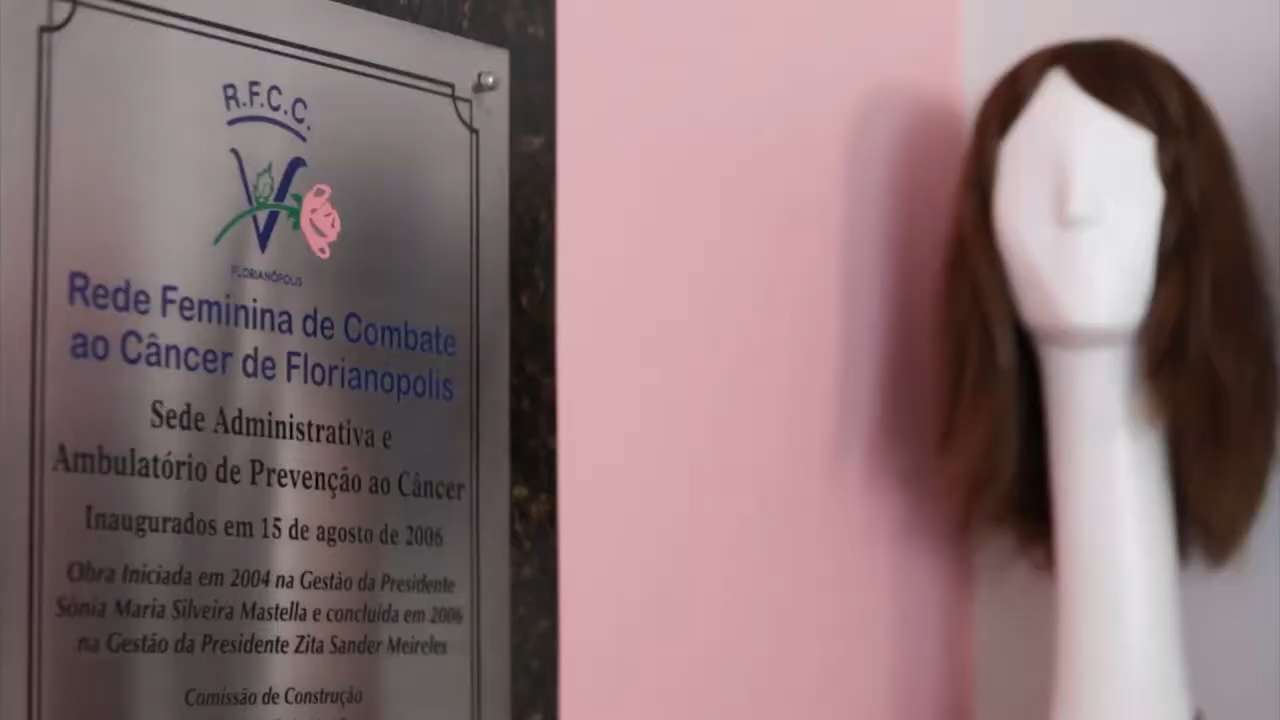 R.F.C.C.
FLORIANÓPOLIS
Rede Feminina de Combate
ao Câncer de Florianópolis
Sede Administrativa e
Ambulatório de Prevenção ao Câncer
Inaugurados em 15 de agosto de 2006
Obra Iniciada em 2004 na Gestão da Presidente
Sônia Maria Silveira Mastella e concluída em 2006
na Gestão da Presidente Zita Sander Meireles
Comissão de Construção